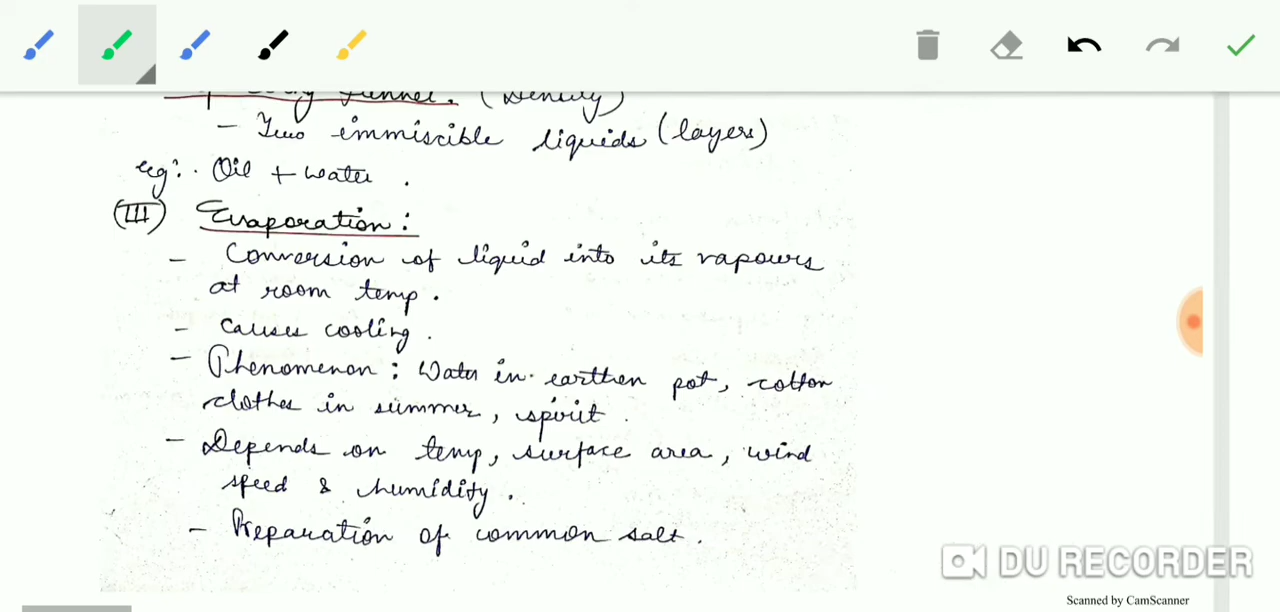 Funnel. (Density)
- Two immiscible liquids (layers)
eg:. Oil + water .
(III) Evaporation :
- Conversion of liquid into its vapours
at room temp.
- Causes cooling .
- Phenomenon : Water in earthen pot, cotton
clothes in summer, spirit .
- Depends on temp, surface area, wind
speed & humidity .
- Preparation of common salt .
DU RECORDER
Scanned by CamScanner